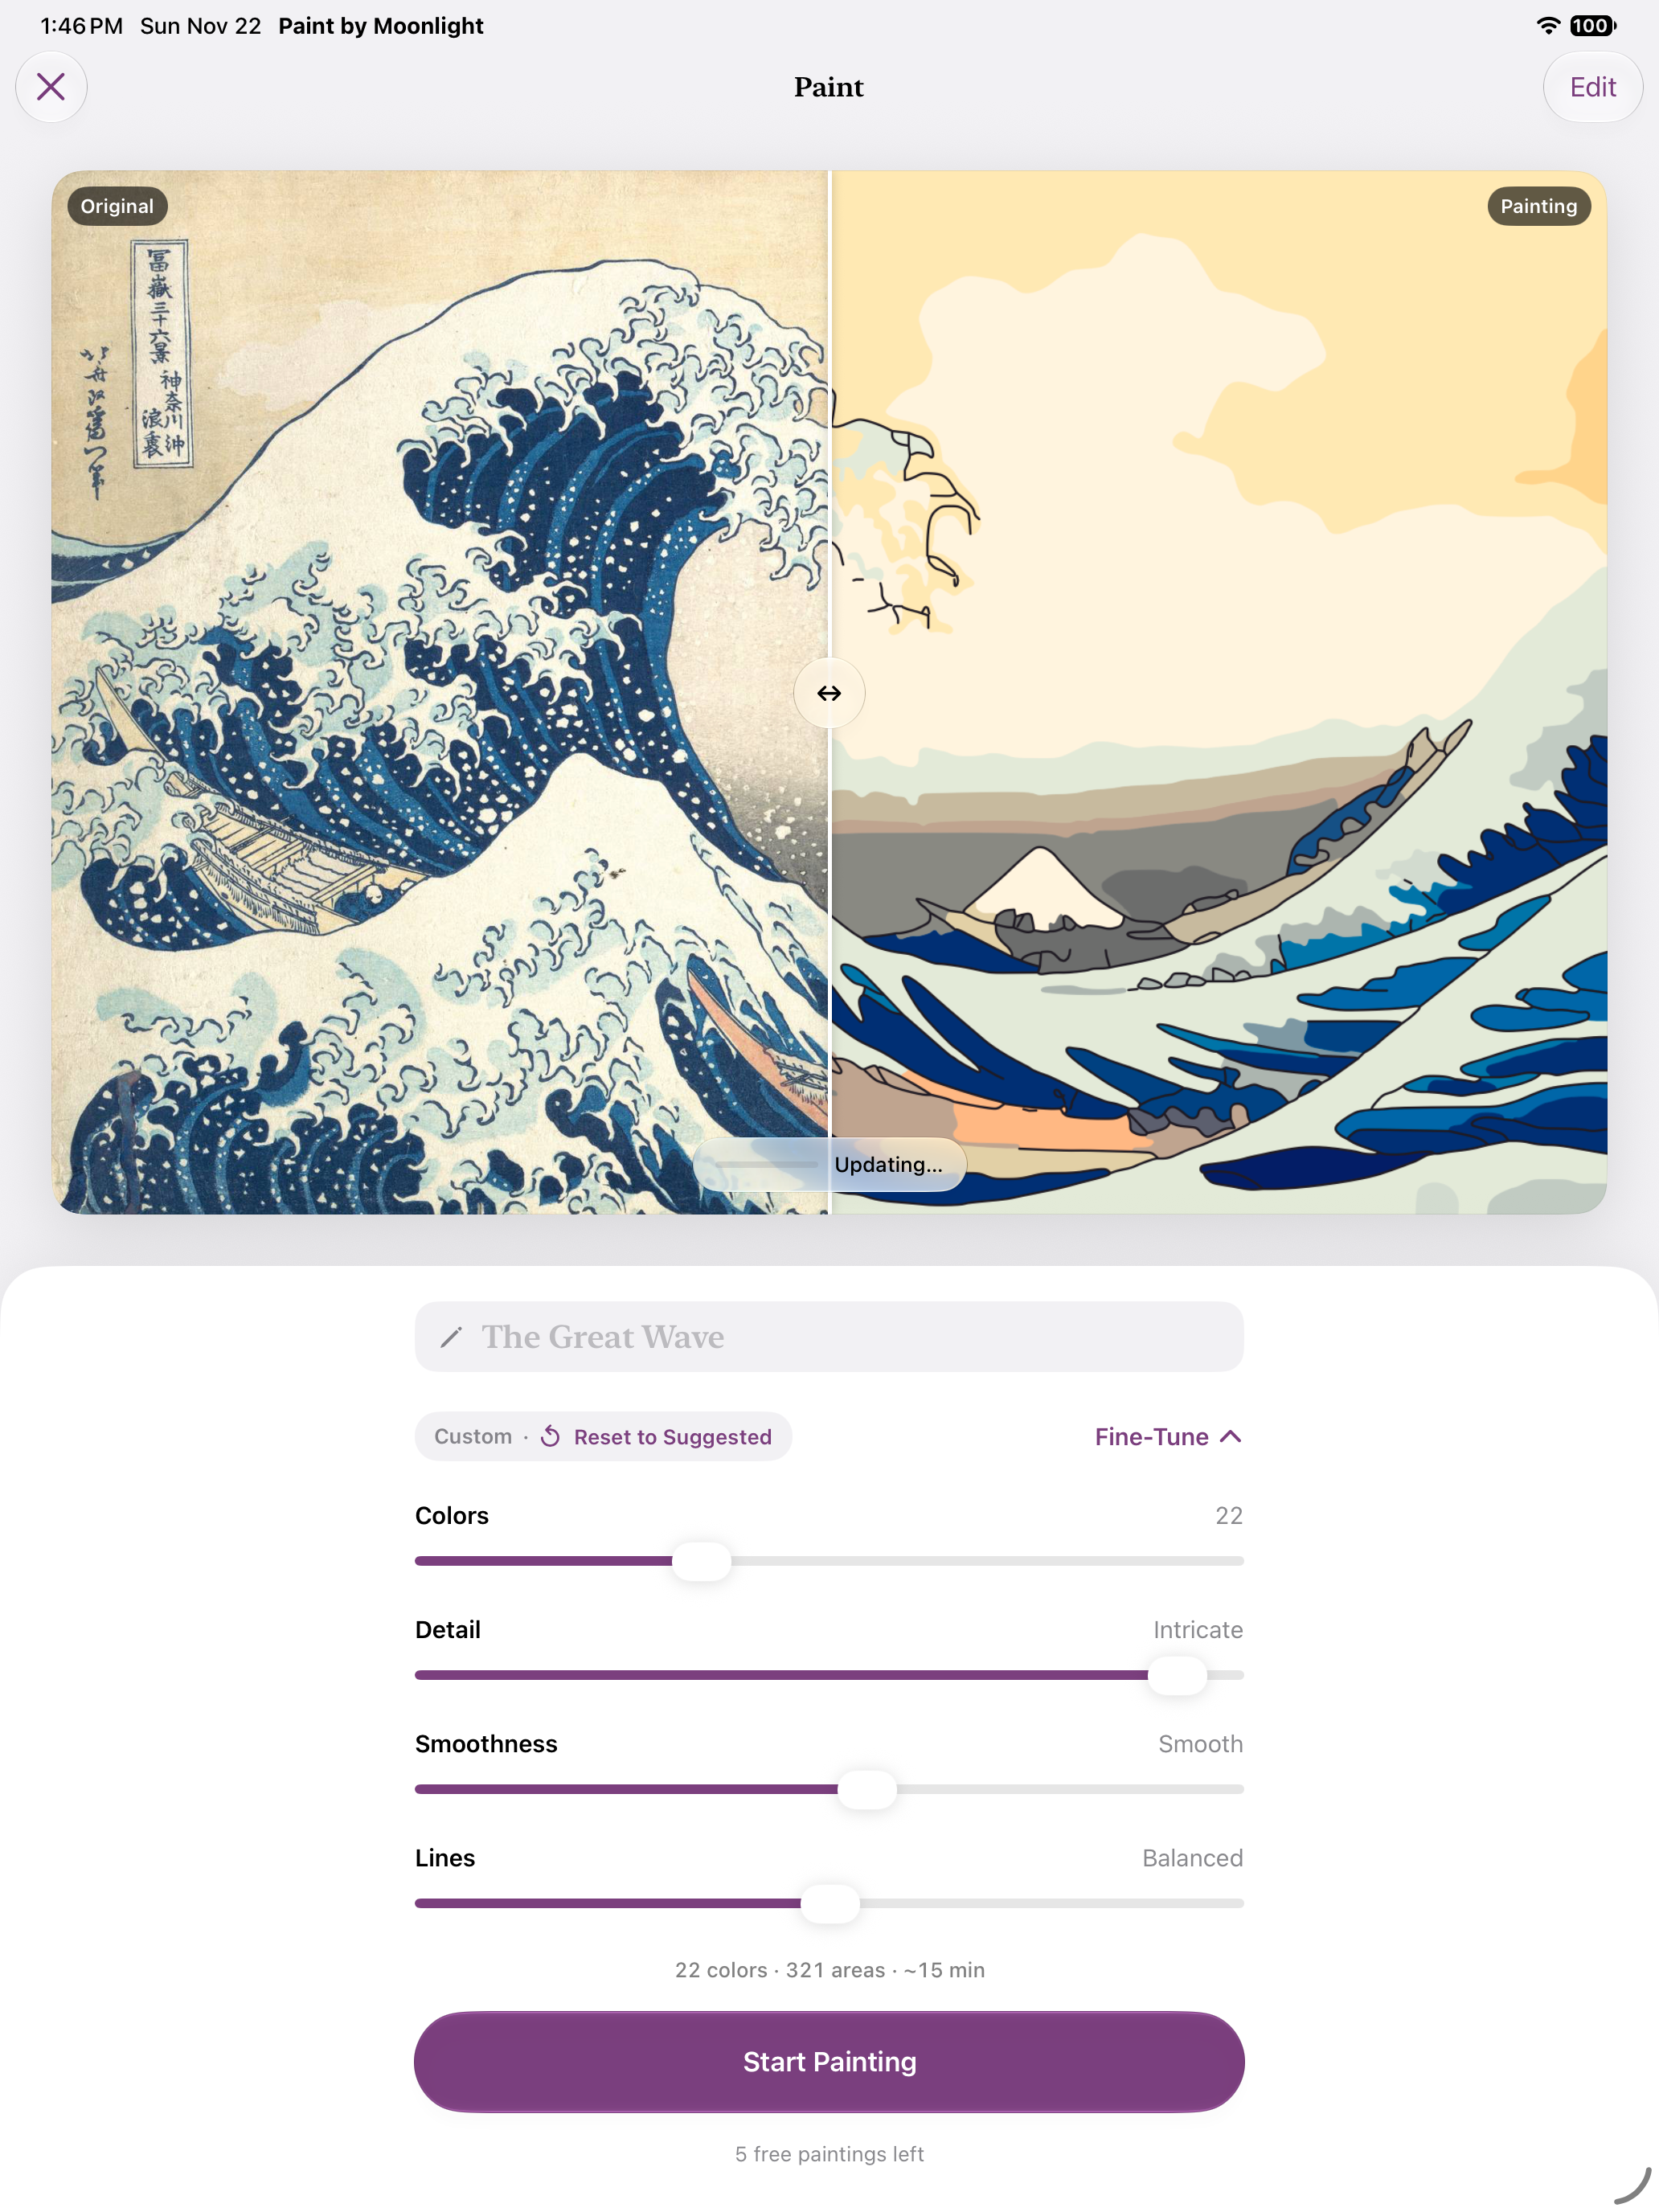 1:46 PM Sun Nov 22 Paint by Moonlight
100
Paint
Edit
Original
Painting
冨嶽三十六景
神奈川沖
浪裏
Updating...
The Great Wave
Custom · Reset to Suggested
Fine-Tune
Colors
22
Detail
Intricate
Smoothness
Smooth
Lines
Balanced
22 colors · 321 areas · ~15 min
Start Painting
5 free paintings left